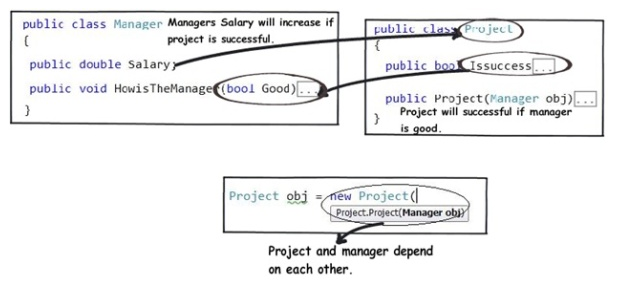 public class Manager Managers Salary will increase if
{ project is successful.
public double Salary;
public void HowisTheManager(bool Good)...
}
public class Project
{
public bool Issuccess...
public Project(Manager obj)...
} Project will successful if manager
is good.
Project obj = new Project(
Project.Project(Manager obj)
Project and manager depend
on each other.